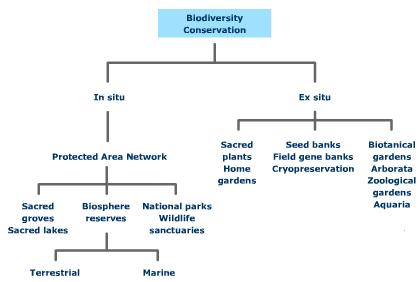 Biodiversity
Conservation
In situ
Ex situ
Protected Area Network
Sacred
plants
Home
gardens
Seed banks
Field gene banks
Cryopreservation
Biotanical
gardens
Arborata
Zoological
gardens
Aquaria
Sacred
groves
Sacred lakes
Biosphere
reserves
National parks
Wildlife
sanctuaries
Terrestrial
Marine